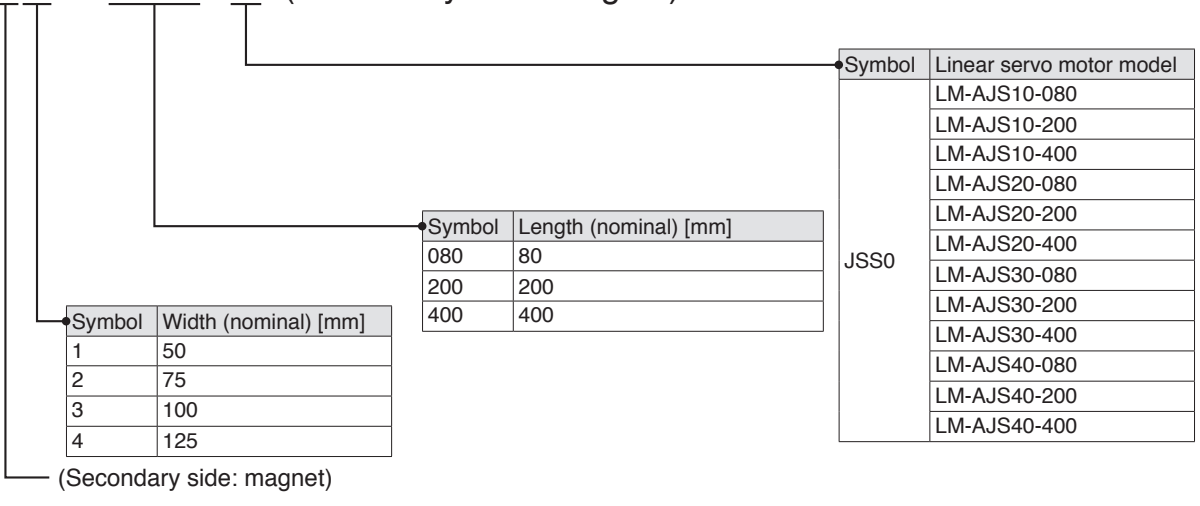 Symbol Linear servo motor model
JSS0
LM-AJS10-080
LM-AJS10-200
LM-AJS10-400
LM-AJS20-080
LM-AJS20-200
LM-AJS20-400
LM-AJS30-080
LM-AJS30-200
LM-AJS30-400
LM-AJS40-080
LM-AJS40-200
LM-AJS40-400
Symbol Length (nominal) [mm]
080 80
200 200
400 400
Symbol Width (nominal) [mm]
1 50
2 75
3 100
4 125
(Secondary side: magnet)